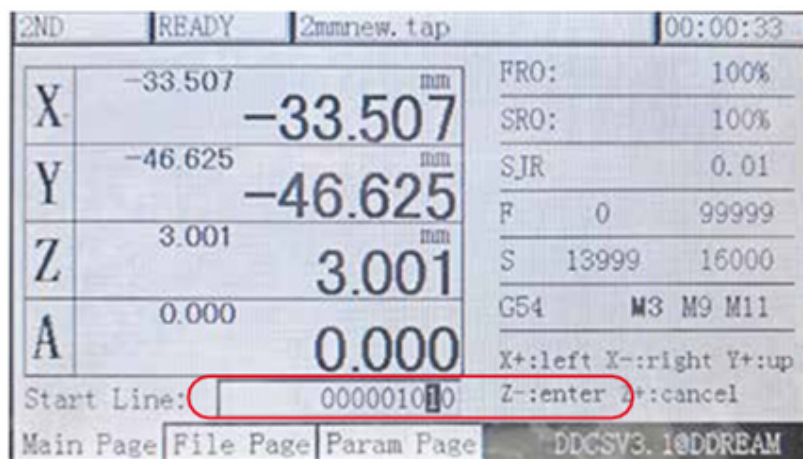 2ND READY 2mmnew.tap 00:00:33
X -33.507 mm -33.507
Y -46.625 mm -46.625
Z 3.001 mm 3.001
A 0.000 0.000
FRO: 100%
SRO: 100%
SJR 0.01
F 0 99999
S 13999 16000
G54 M3 M9 M11
X+:left X-:right Y+:up
Start Line: 000001010 Z-:enter Z+:cancel
Main Page File Page Param Page DDCSV3.1@DDREAM